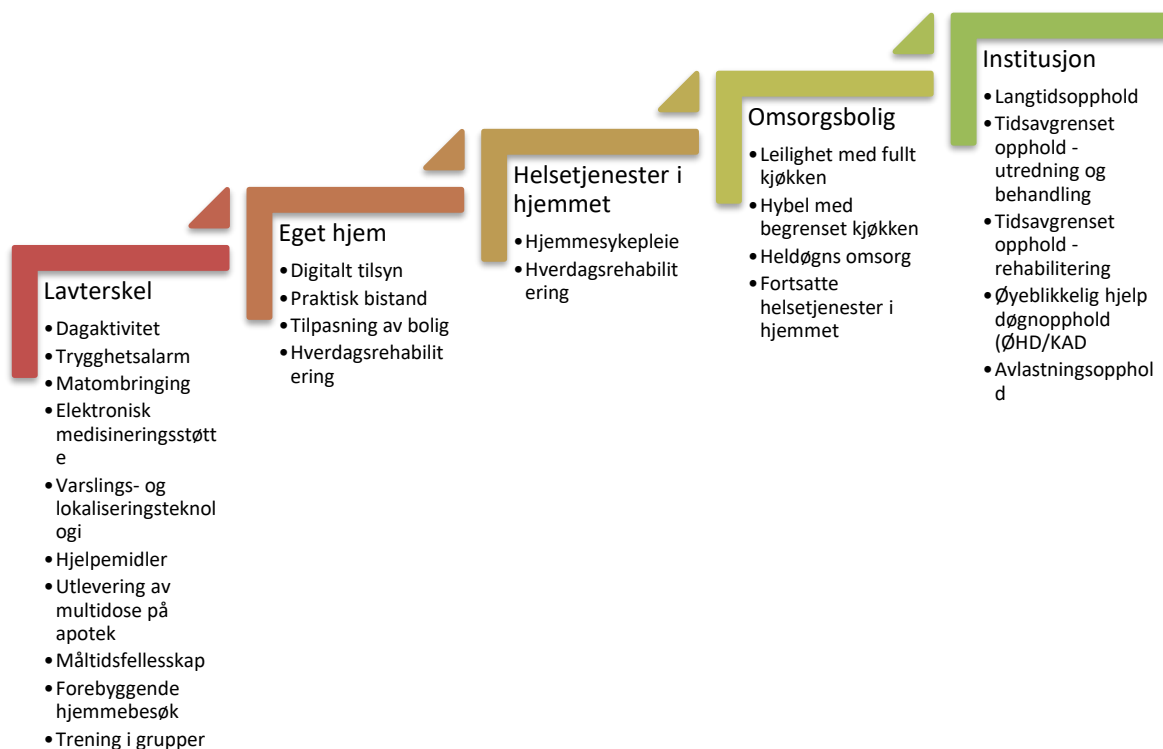 Lavterskel
•Dagaktivitet
•Trygghetsalarm
•Matombringing
•Elektronisk
medisineringsstøtt
e
•Varslings- og
lokaliseringsteknol
ogi
•Hjelpemidler
•Utlevering av
multidose på
apotek
•Måltidsfellesskap
•Forebyggende
hjemmebesøk
•Trening i grupper
Eget hjem
•Digitalt tilsyn
•Praktisk bistand
•Tilpasning av bolig
•Hverdagsrehabilit
ering
Helsetjenester i
hjemmet
•Hjemmesykepleie
•Hverdagsrehabilit
ering
Omsorgsbolig
•Leilighet med fullt
kjøkken
•Hybel med
begrenset kjøkken
•Heldøgns omsorg
•Fortsatte
helsetjenester i
hjemmet
Institusjon
•Langtidsopphold
•Tidsavgrenset
opphold -
utredning og
behandling
•Tidsavgrenset
opphold -
rehabilitering
•Øyeblikkelig hjelp
døgnopphold
(ØHD/KAD
•Avlastningsopphol
d